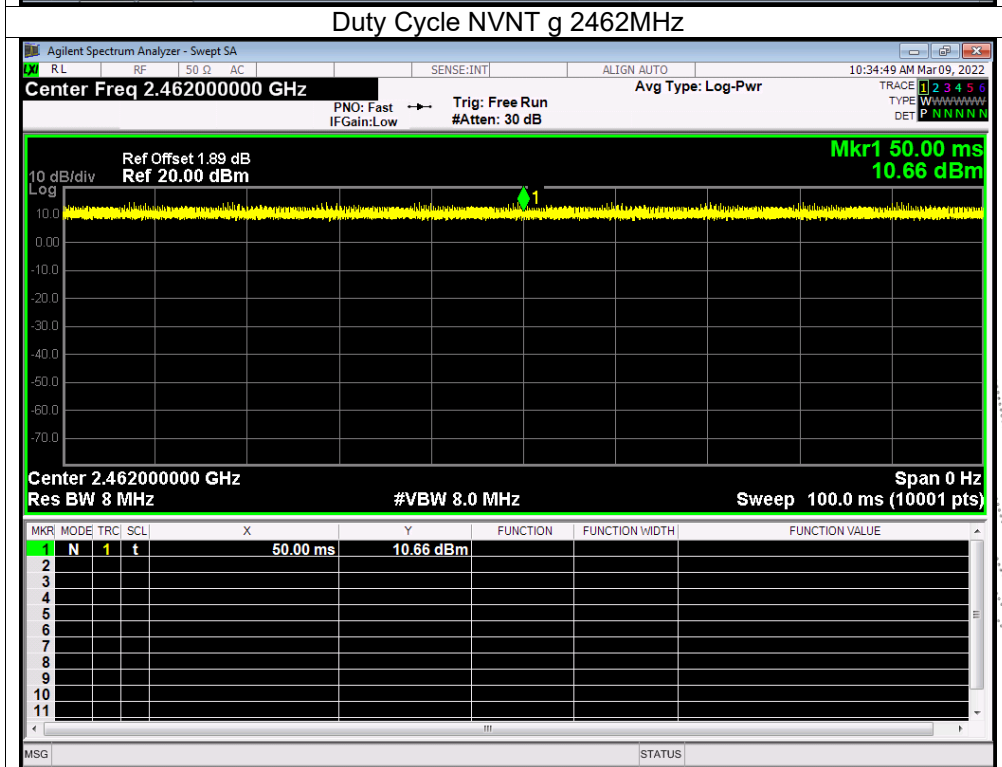 Duty Cycle NVNT g 2462MHz
Agilent Spectrum Analyzer - Swept SA
LXI RL RF 50 Ω AC SENSE:INT ALIGN AUTO 10:34:49 AM Mar 09, 2022
Center Freq 2.462000000 GHz Avg Type: Log-Pwr TRACE 1 2 3 4 5 6
PNO: Fast Trig: Free Run TYPE WWWWWW
IFGain:Low #Atten: 30 dB DET P N N N N N
Mkr1 50.00 ms
Ref Offset 1.89 dB
10 dB/div Ref 20.00 dBm 10.66 dBm
Log
1
10.0
0.00
-10.0
-20.0
-30.0
-40.0
-50.0
-60.0
-70.0
Center 2.462000000 GHz Span 0 Hz
Res BW 8 MHz #VBW 8.0 MHz Sweep 100.0 ms (10001 pts)
MKR MODE TRC SCL X Y FUNCTION FUNCTION WIDTH FUNCTION VALUE
1 N 1 t 50.00 ms 10.66 dBm
2
3
4
5
6
7
8
9
10
11
MSG STATUS